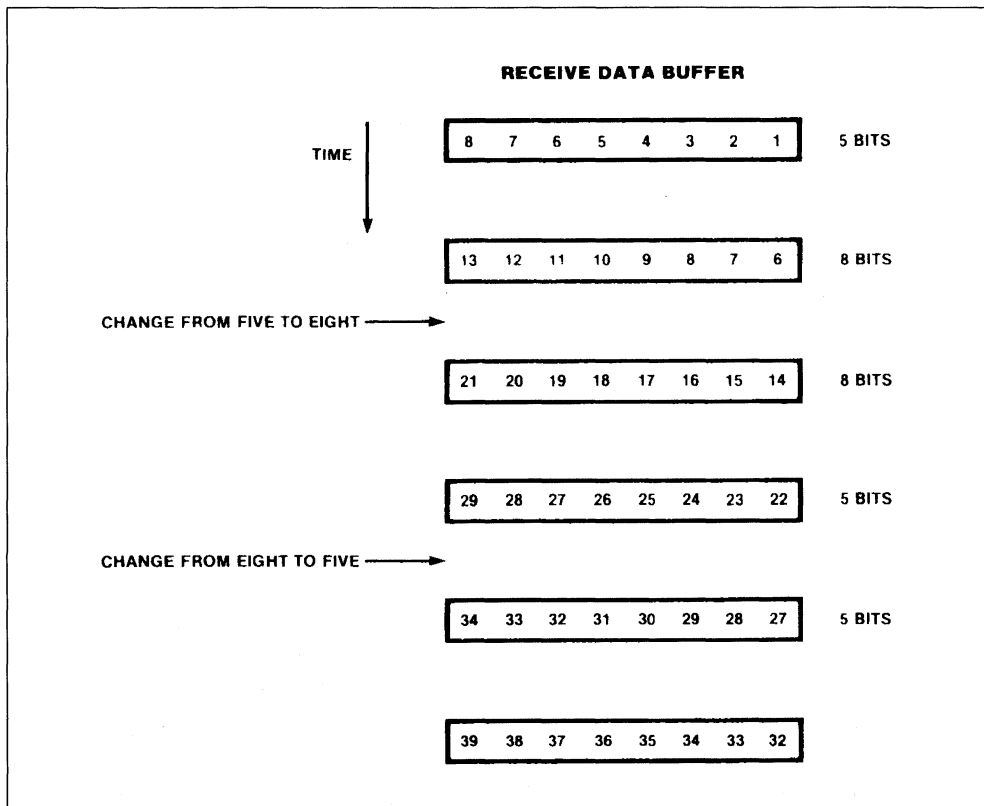 RECEIVE DATA BUFFER
TIME
8 7 6 5 4 3 2 1 5 BITS
13 12 11 10 9 8 7 6 8 BITS
CHANGE FROM FIVE TO EIGHT
21 20 19 18 17 16 15 14 8 BITS
29 28 27 26 25 24 23 22 5 BITS
CHANGE FROM EIGHT TO FIVE
34 33 32 31 30 29 28 27 5 BITS
39 38 37 36 35 34 33 32